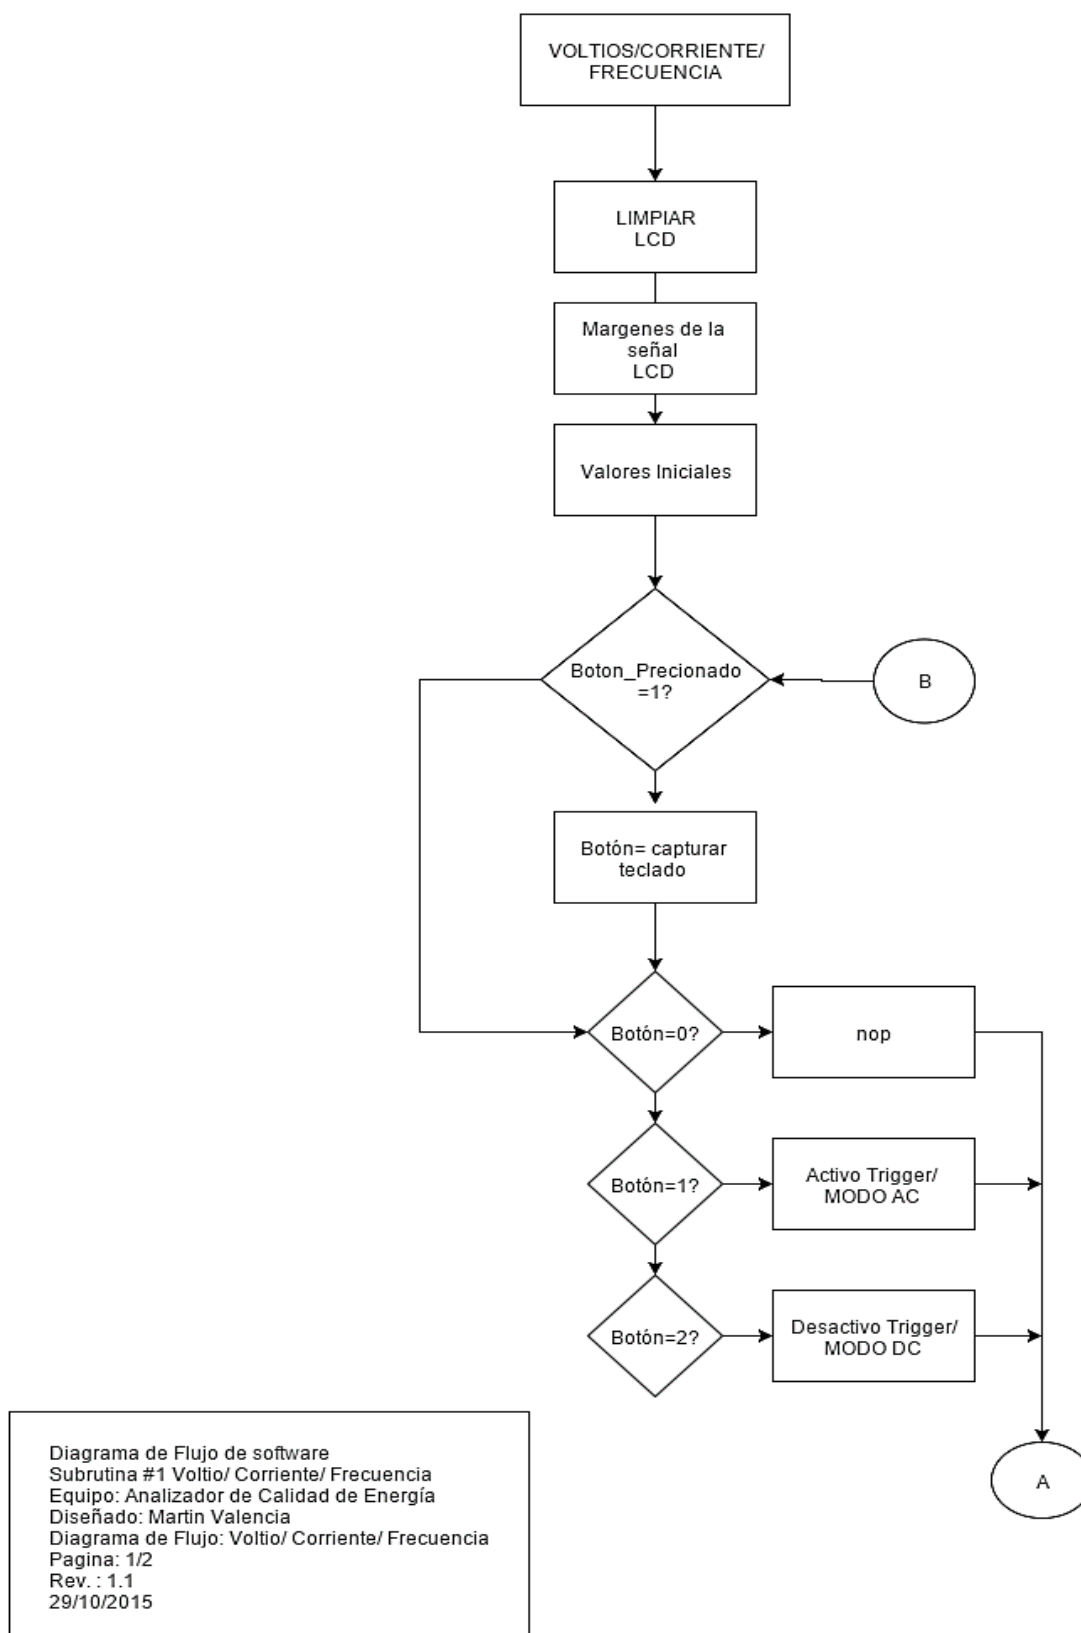 VOLTIOS/CORRIENTE/
FRECUENCIA
LIMPIAR
LCD
Margenes de la
señal
LCD
Valores Iniciales
Boton_Precionado
=1?
B
Botón= capturar
teclado
Botón=0?
nop
Botón=1?
Activo Trigger/
MODO AC
Botón=2?
Desactivo Trigger/
MODO DC
A
Diagrama de Flujo de software
Subrutina #1 Voltio/ Corriente/ Frecuencia
Equipo: Analizador de Calidad de Energía
Diseñado: Martin Valencia
Diagrama de Flujo: Voltio/ Corriente/ Frecuencia
Pagina: 1/2
Rev. : 1.1
29/10/2015